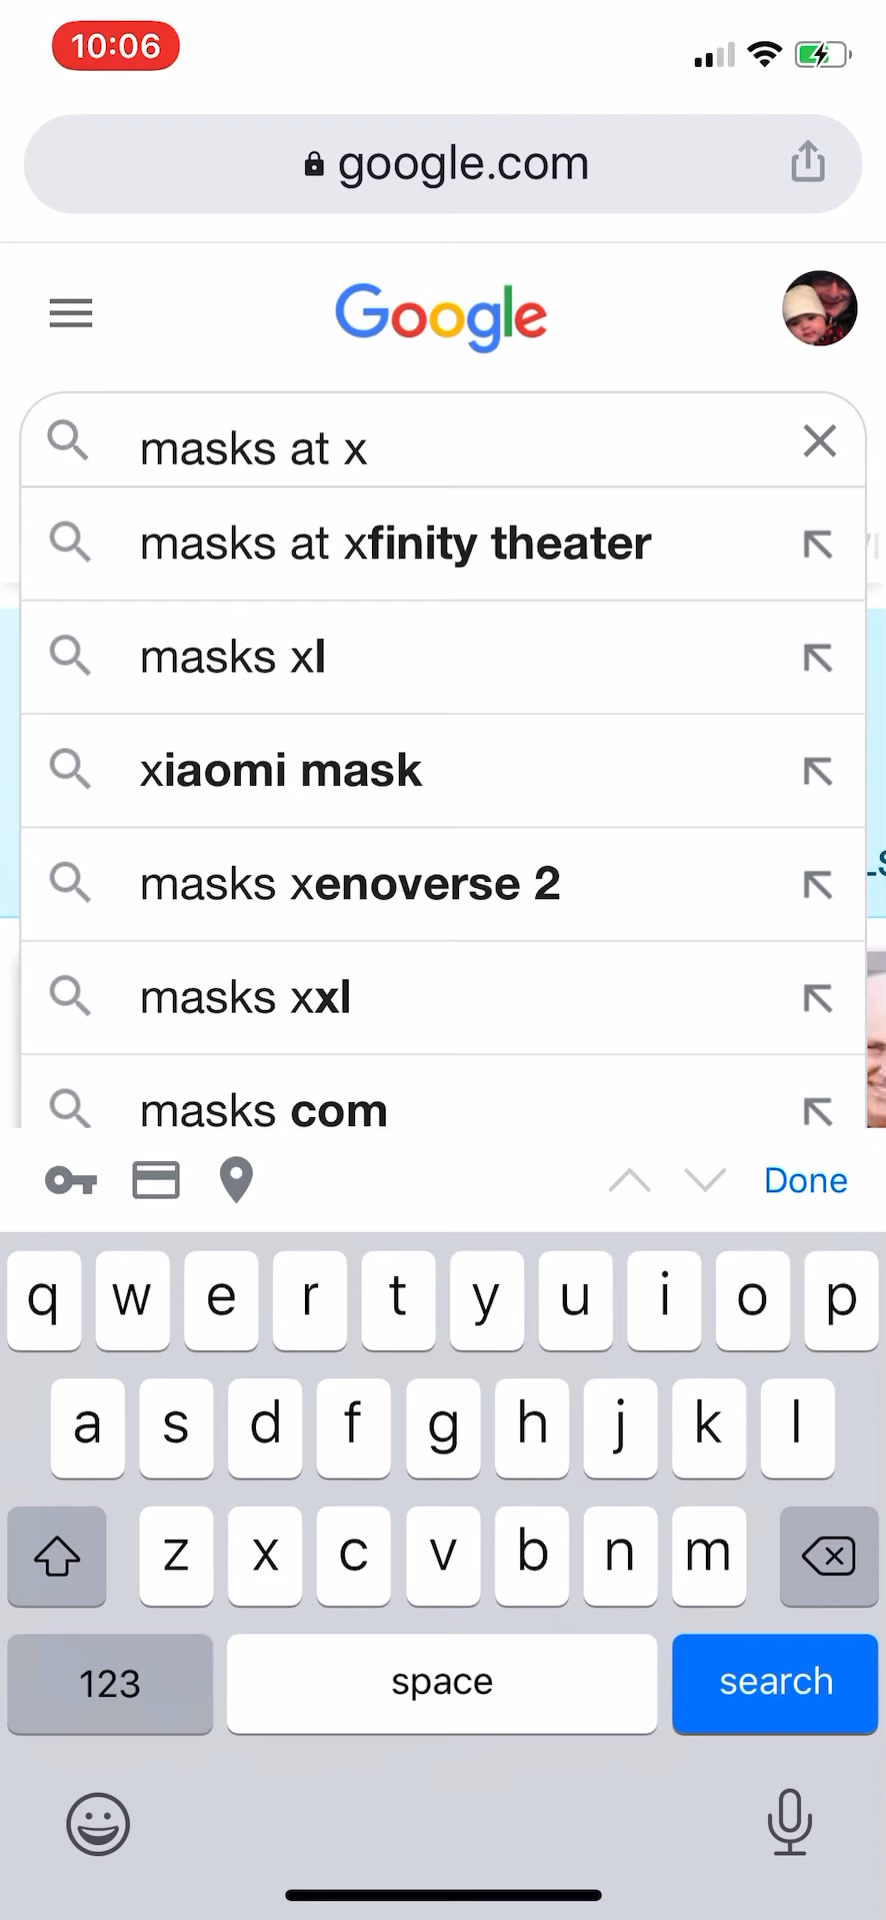 10:06
google.com
Google
masks at x
masks at xfinity theater
masks xl
xiaomi mask
masks xenoverse 2
masks xxl
masks com
Done
q w e r t y u i o p
a s d f g h j k l
z x c v b n m
123 space search